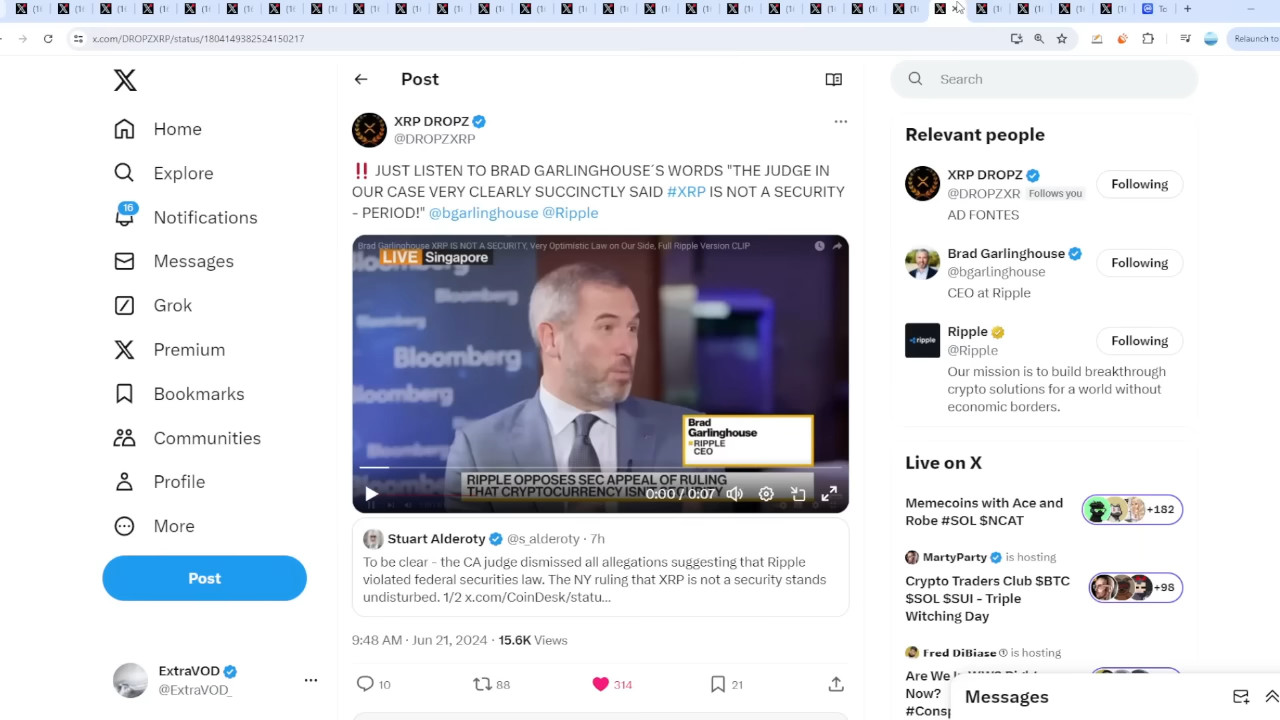 x.com/DROPZXRP/status/1804149382524150217
Relaunch to
Home
Explore
16
Notifications
Messages
Grok
Premium
Bookmarks
Communities
Profile
More
Post
ExtraVOD
@ExtraVOD_
Post
XRP DROPZ
@DROPZXRP
‼️ JUST LISTEN TO BRAD GARLINGHOUSE´S WORDS "THE JUDGE IN
OUR CASE VERY CLEARLY SUCCINCTLY SAID #XRP IS NOT A SECURITY
- PERIOD!" @bgarlinghouse @Ripple
Brad Garlinghouse XRP IS NOT A SECURITY, Very Optimistic Law on Our Side, Full Ripple Version CLIP
LIVE Singapore
Bloomberg
Bloomberg
Bloomberg
Brad
Garlinghouse
RIPPLE
CEO
RIPPLE OPPOSES SEC APPEAL OF RULING
THAT CRYPTOCURRENCY ISN
0:00 / 0:07
Stuart Alderoty @s_alderoty · 7h
To be clear - the CA judge dismissed all allegations suggesting that Ripple
violated federal securities law. The NY ruling that XRP is not a security stands
undisturbed. 1/2 x.com/CoinDesk/statu...
9:48 AM · Jun 21, 2024 · 15.6K Views
10
88
314
21
Search
Relevant people
XRP DROPZ
@DROPZXR Follows you
AD FONTES
Following
Brad Garlinghouse
@bgarlinghouse
CEO at Ripple
Following
ripple
Ripple
@Ripple
Following
Our mission is to build breakthrough
crypto solutions for a world without
economic borders.
Live on X
Memecoins with Ace and
Robe #SOL $NCAT
+182
MartyParty is hosting
Crypto Traders Club $BTC
$SOL $SUI - Triple
Witching Day
+98
Fred DiBiase is hosting
Now?
Messages